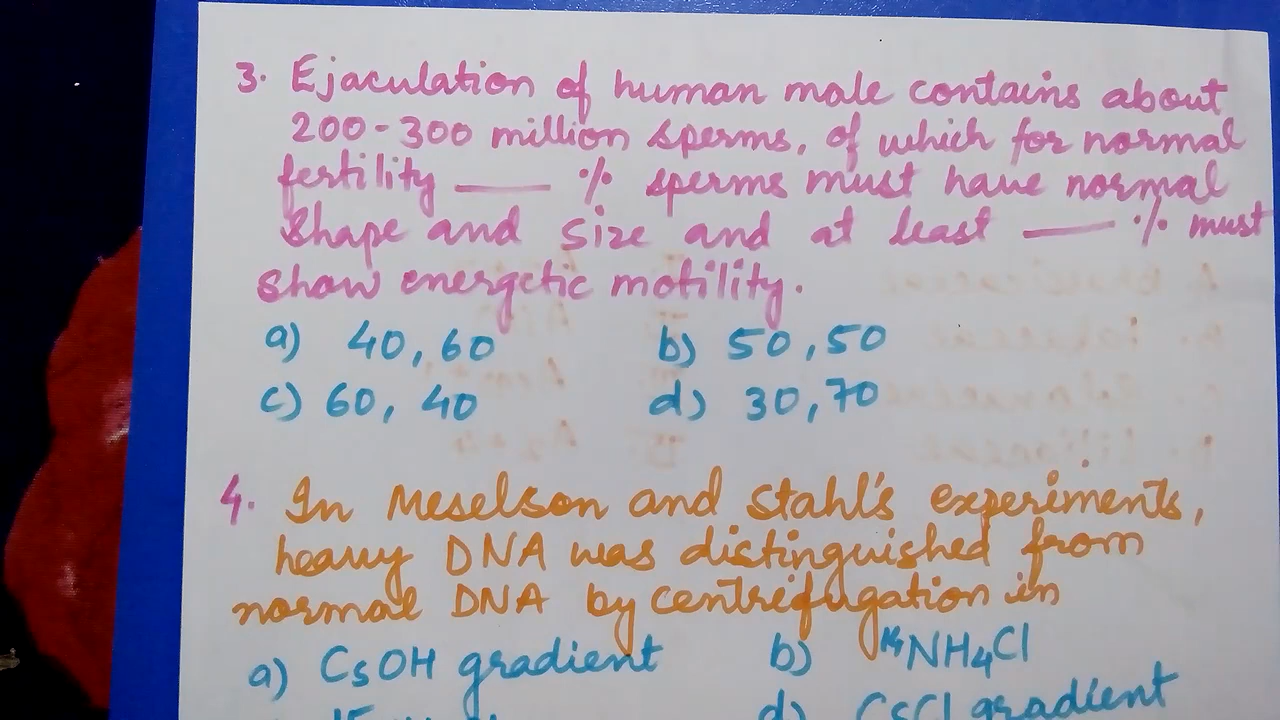 3. Ejaculation of human male contains about
200-300 million sperms, of which for normal
fertility ___ % sperms must have normal
shape and size and at least ___ % must
show energetic motility.
a) 40, 60 b) 50, 50
c) 60, 40 d) 30, 70
4. In Meselson and Stahl's experiments,
heavy DNA was distinguished from
normal DNA by centrifugation in
a) CsOH gradient b) ¹⁴NH4Cl
d) CsCl gradient